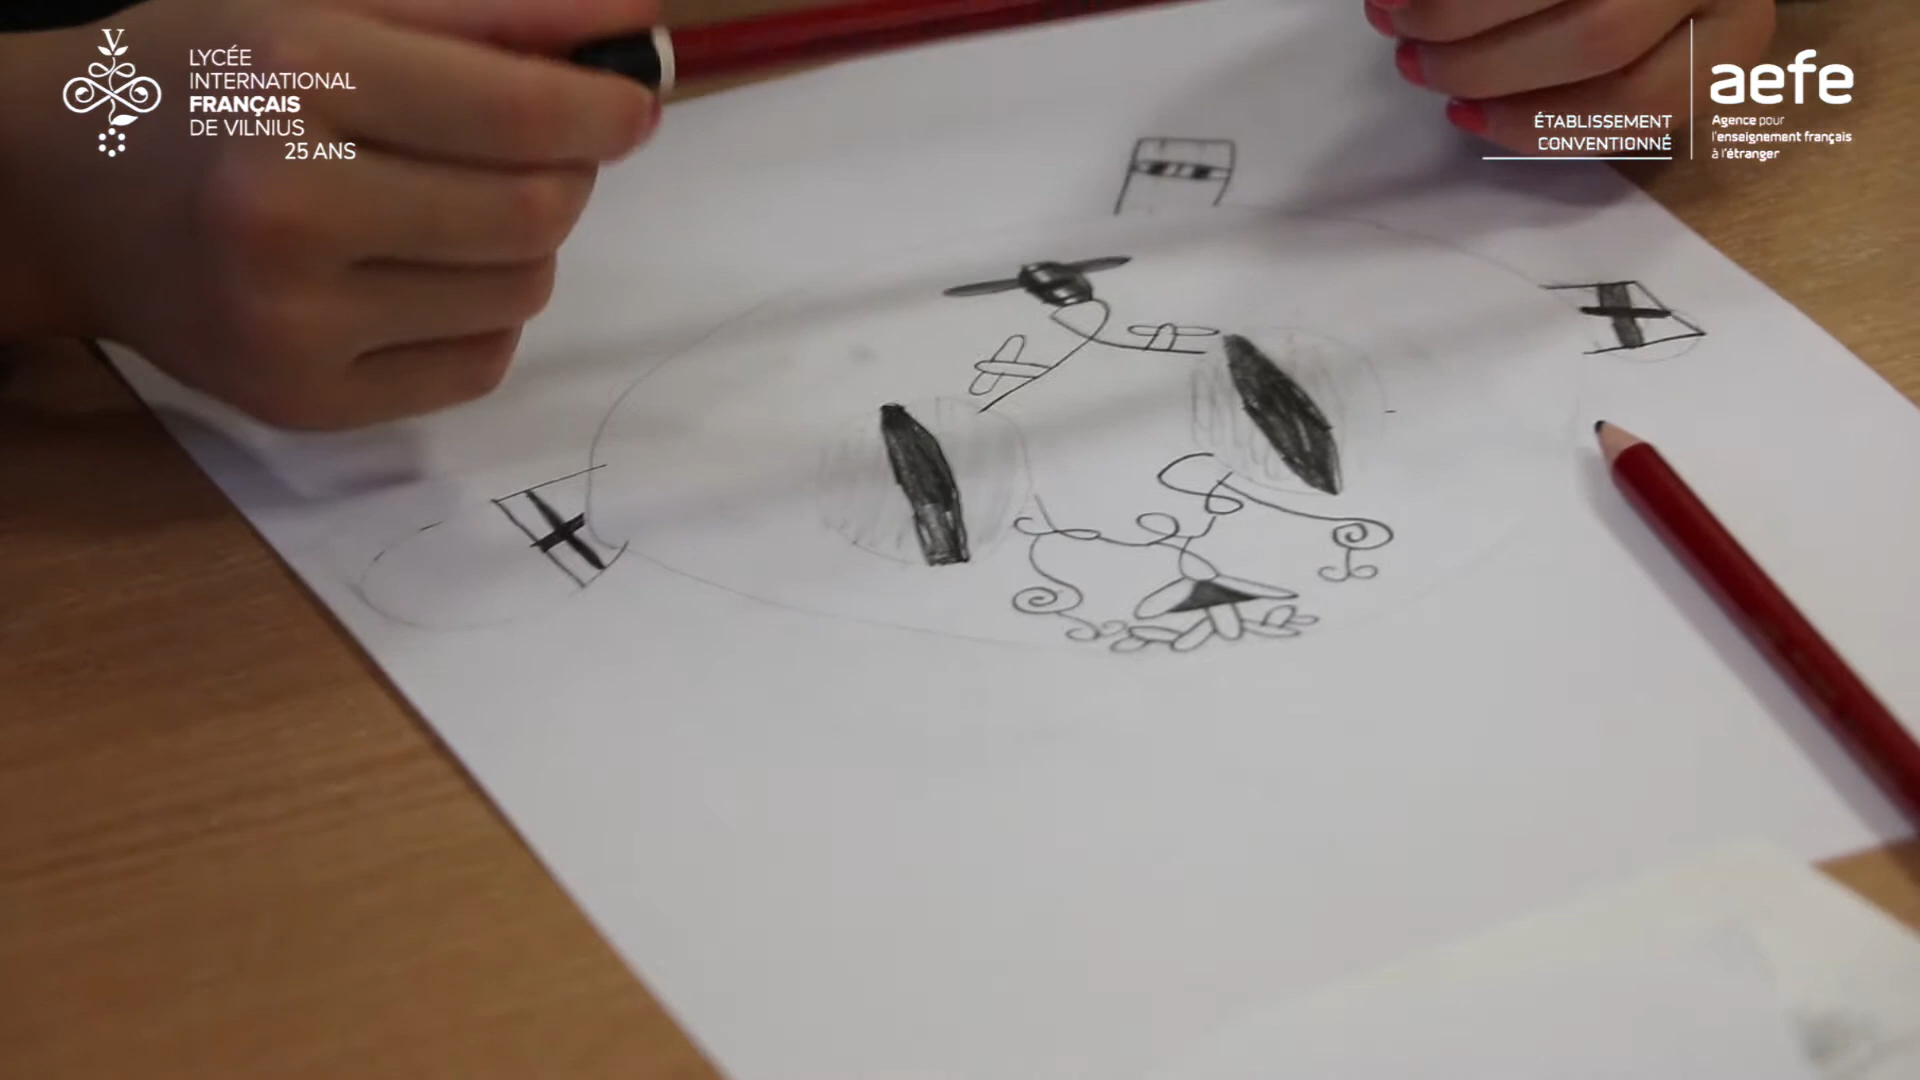 V
LYCÉE
INTERNATIONAL
FRANÇAIS
DE VILNIUS
25 ANS
ÉTABLISSEMENT
CONVENTIONNÉ
aefe
Agence pour
l'enseignement français
à l'étranger